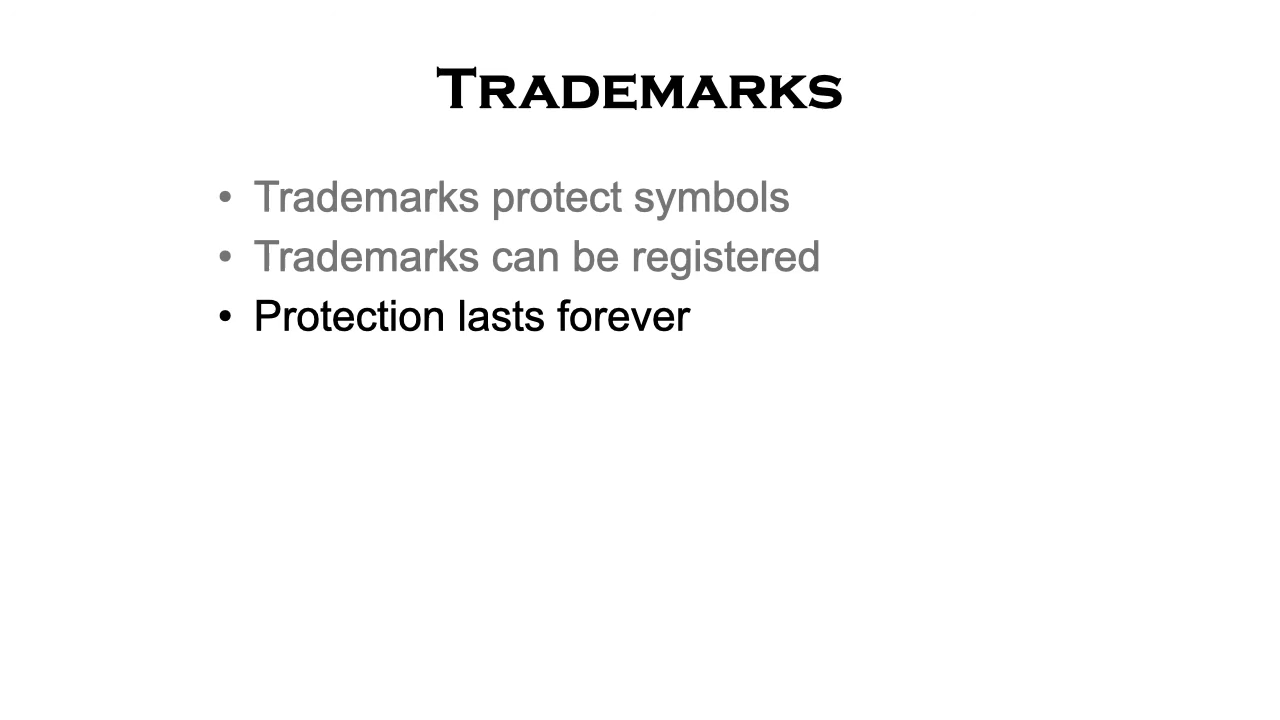 Trademarks
• Trademarks protect symbols
• Trademarks can be registered
• Protection lasts forever